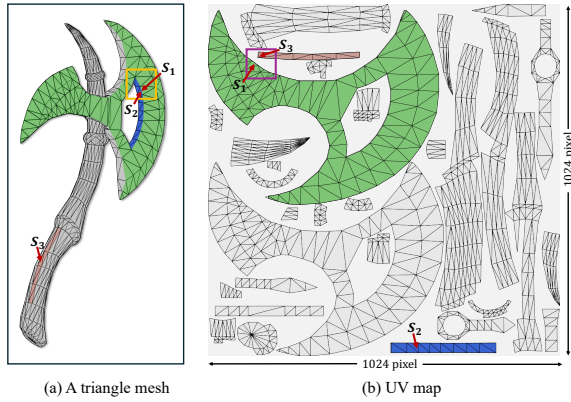 S₁
S₂
S₃
S₃
S₁
S₂
1024 pixel
1024 pixel
(a) A triangle mesh
(b) UV map